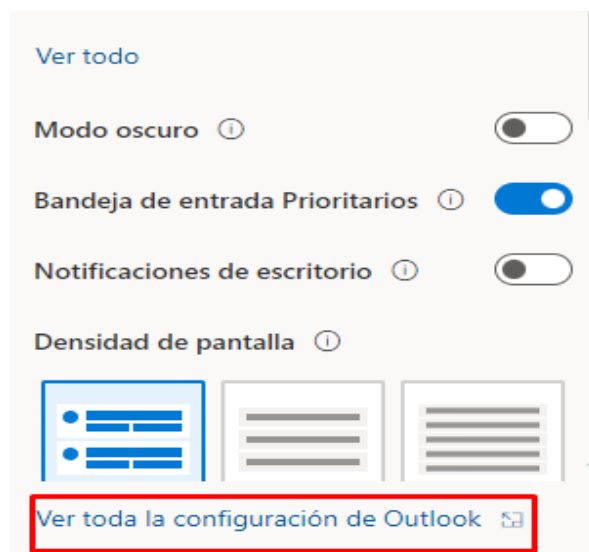 Ver todo
Modo oscuro
Bandeja de entrada Prioritarios
Notificaciones de escritorio
Densidad de pantalla
Ver toda la configuración de Outlook